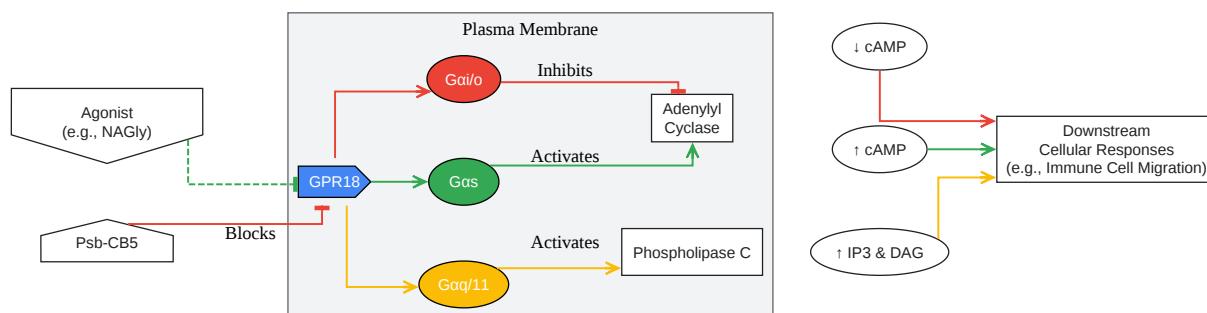 Plasma Membrane
Gαi/o
Inhibits
↓ cAMP
Agonist
(e.g., NAGly)
Adenylyl
Cyclase
Downstream
Cellular Responses
(e.g., Immune Cell Migration)
↑ cAMP
Activates
GPR18
Gαs
Psb-CB5
Blocks
Activates
Phospholipase C
↑ IP3 & DAG
Gαq/11